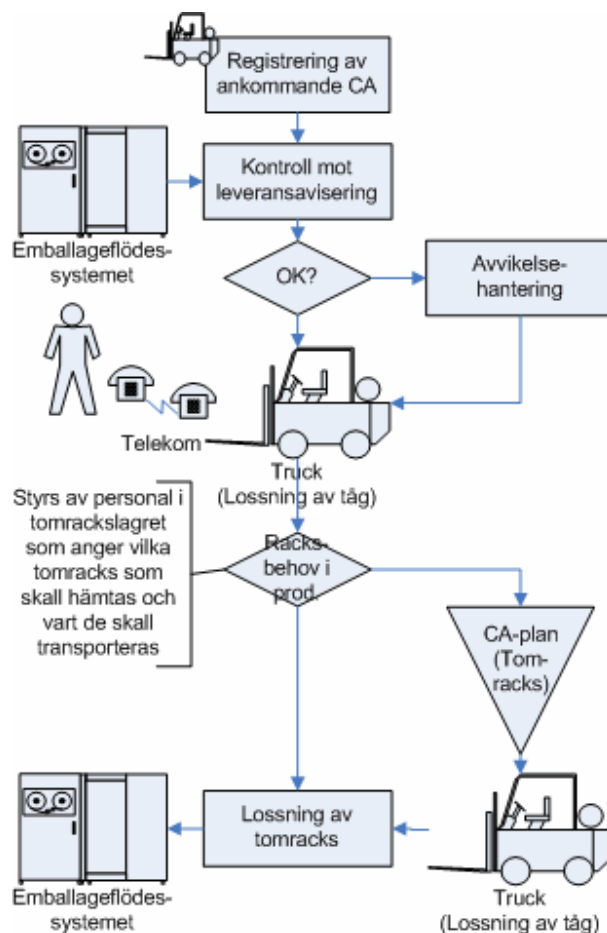 Registrering av
ankommande CA
Kontroll mot
leveransavisering
Emballageflödes-
systemet
OK?
Avvikelse-
hantering
Telekom
Truck
(Lossning av tåg)
Styrs av personal i
tomrackslagret
som anger vilka
tomracks som
skall hämtas och
vart de skall
transporteras
Racks-
behov i
prod.
CA-plan
(Tom-
racks)
Lossning av
tomracks
Emballageflödes-
systemet
Truck
(Lossning av tåg)